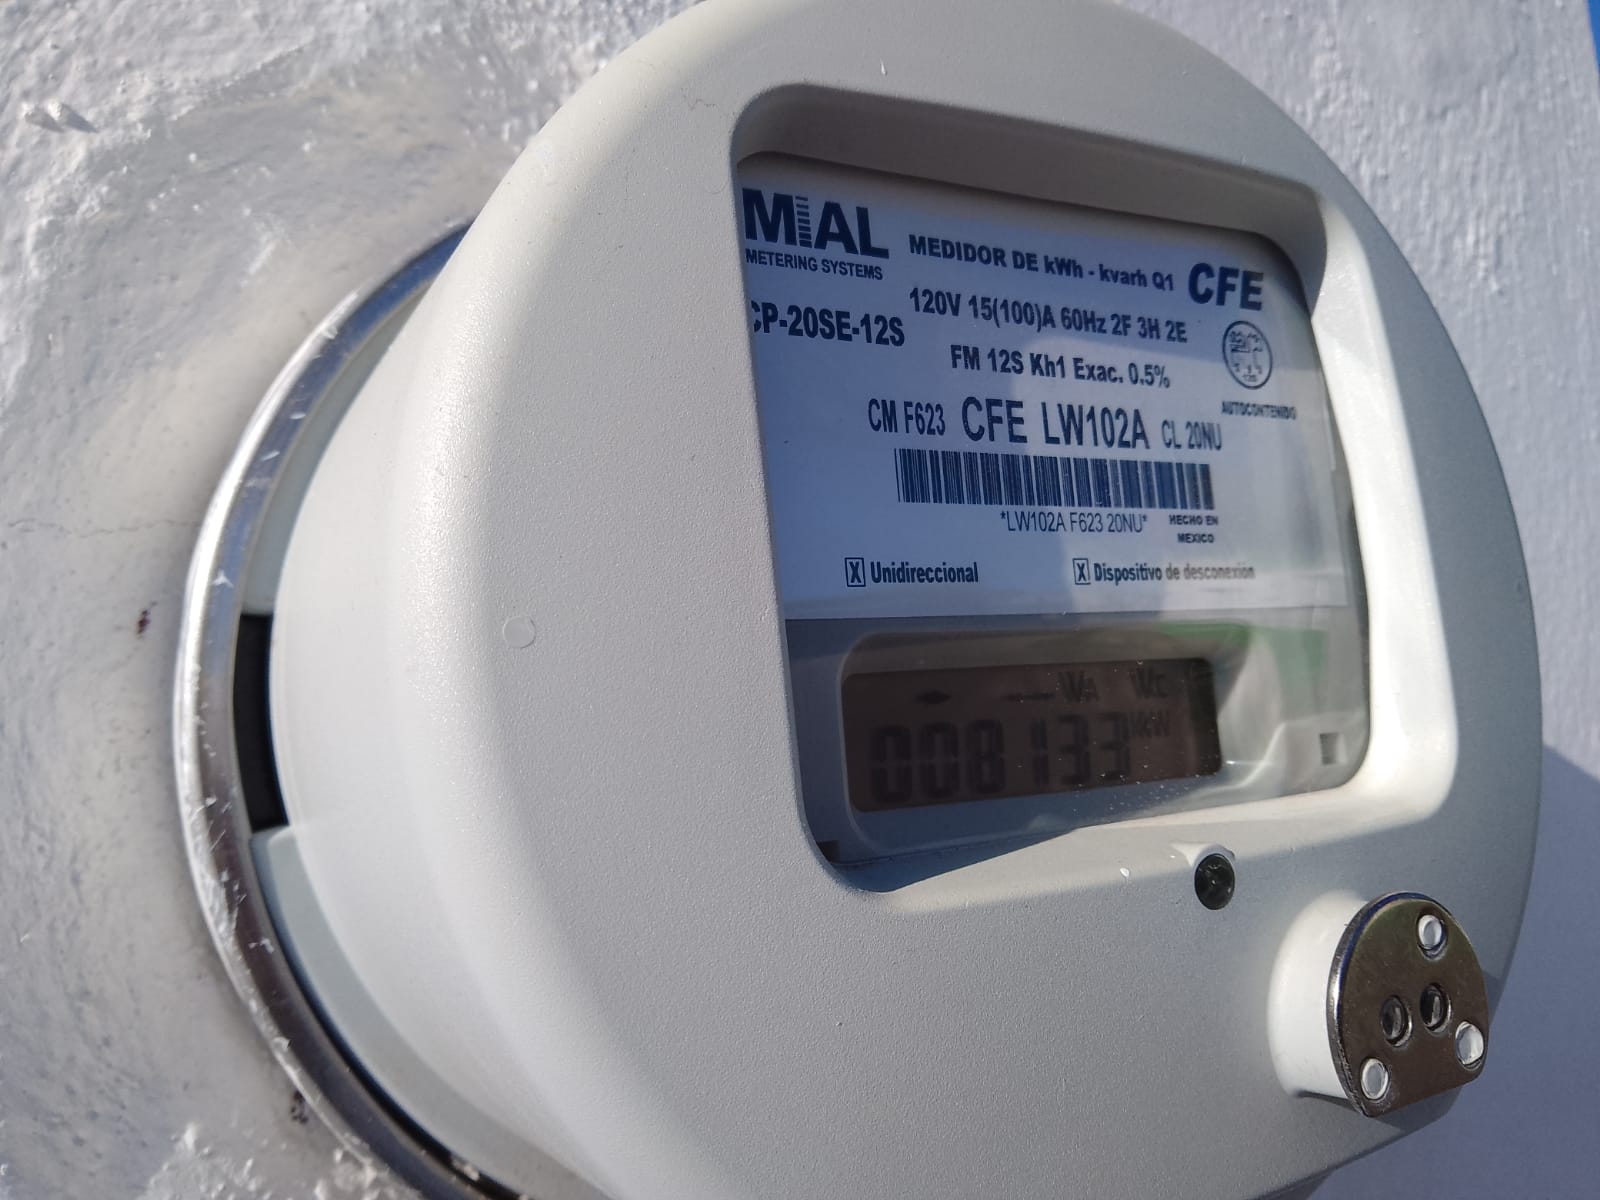 MIAL
METERING SYSTEMS
MEDIDOR DE kWh - kvarh Q1
CFE
CP-20SE-12S
120V 15(100)A 60Hz 2F 3H 2E
FM 12S Kh1 Exac. 0.5%
AUTOCONTENIDO
CM F623 CFE LW102A CL 20NU
*LW102A F623 20NU*
HECHO EN
MEXICO
X Unidireccional
X Dispositivo de desconexión
008133